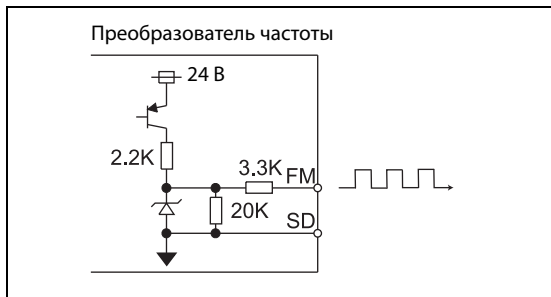 Преобразователь частоты
24 В
2.2K
3.3K
FM
20K
SD